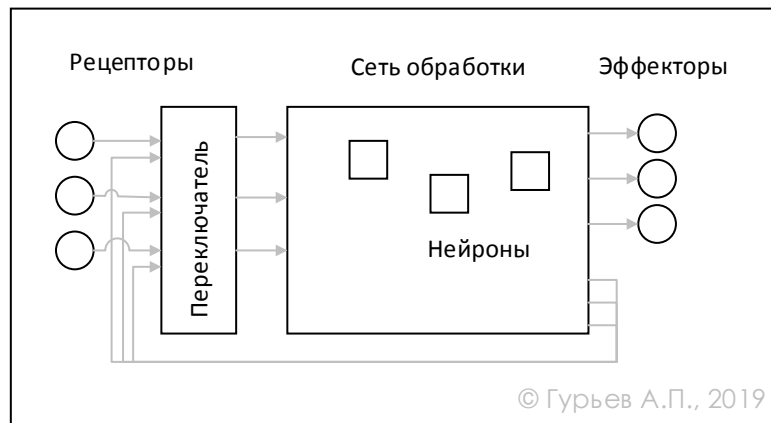 Рецепторы
Сеть обработки
Эффекторы
Переключатель
Нейроны
© Гурьев А.П., 2019